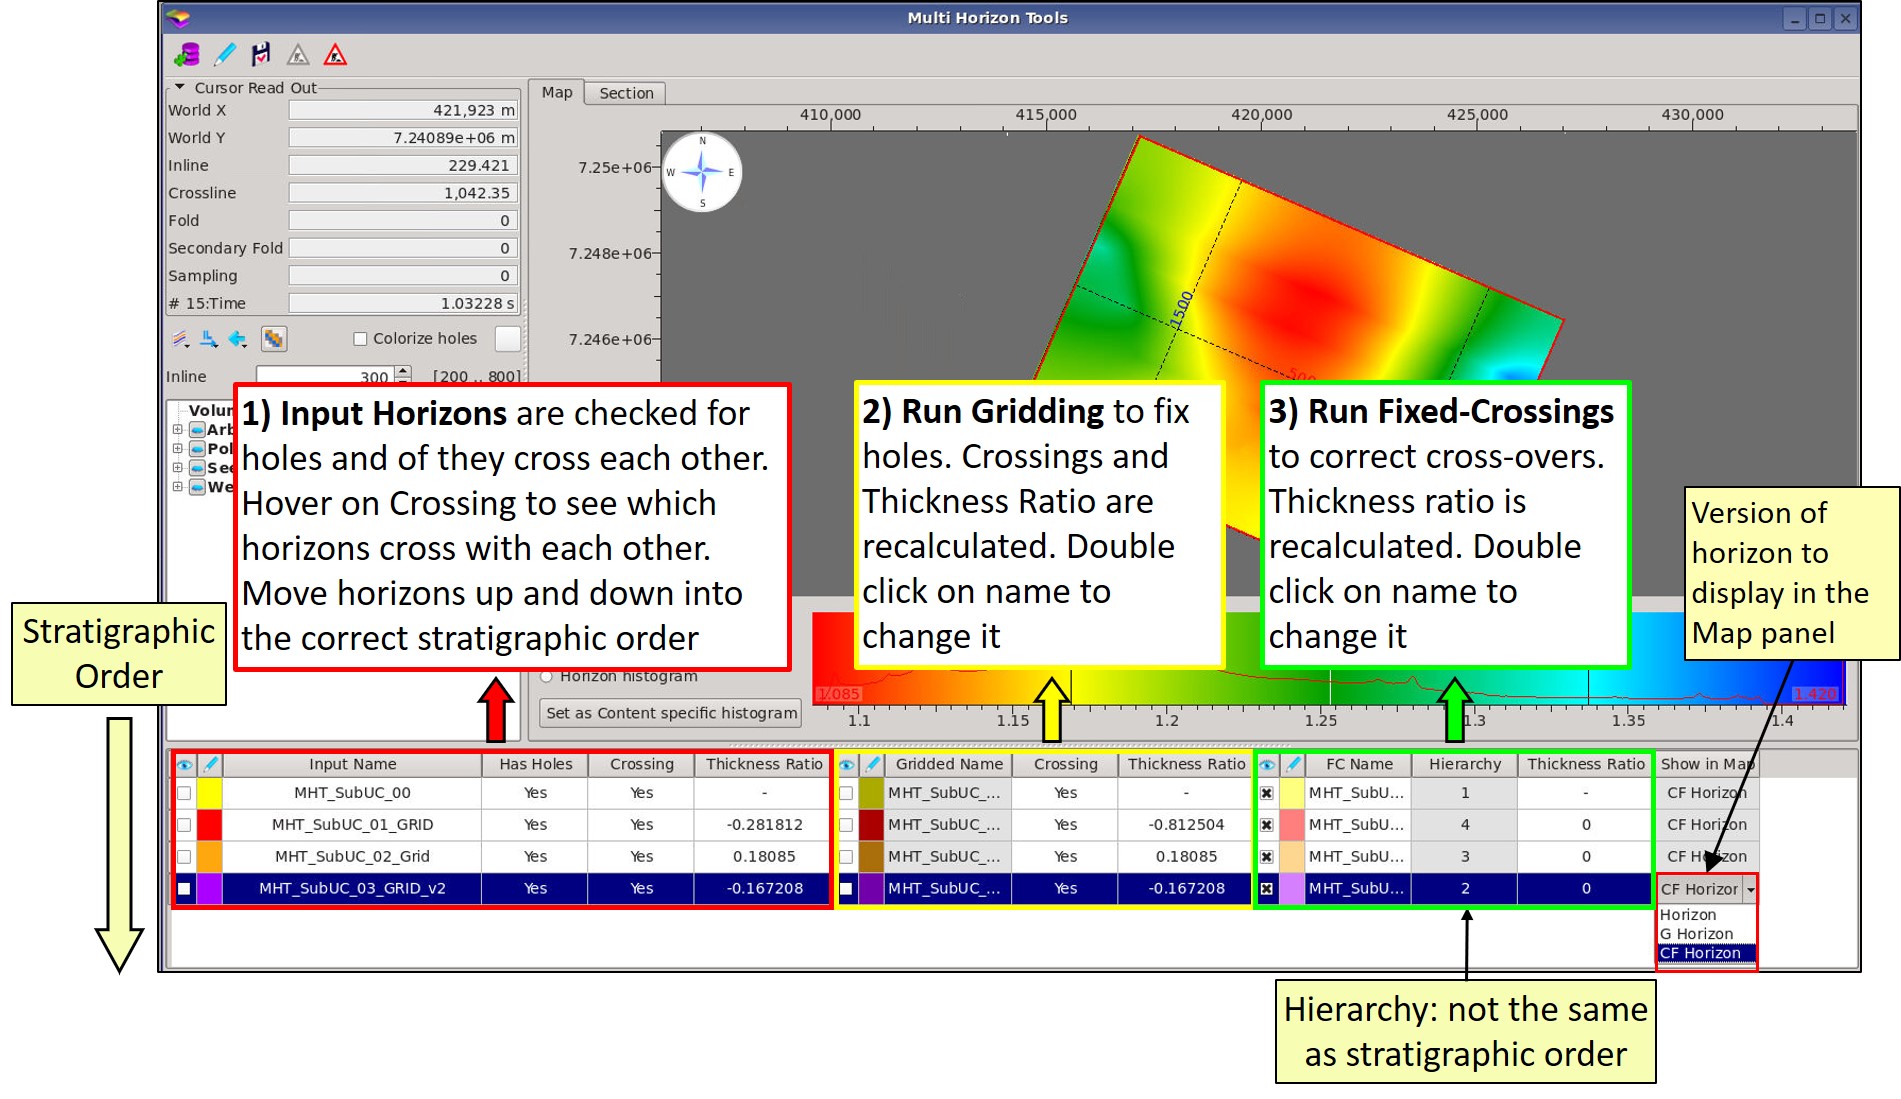 Multi Horizon Tools
Cursor Read Out
World X 421,923 m
World Y 7.24089e+06 m
Inline 229.421
Crossline 1,042.35
Fold 0
Secondary Fold 0
Sampling 0
# 15:Time 1.03228 s
Colorize holes
Inline 300 [200 .. 800]
Volu
Arb
Pol
See
We
Map Section
410,000 415,000 420,000 425,000 430,000
7.25e+06
7.248e+06
7.246e+06
N
W E
S
1500
500
1) Input Horizons are checked for
holes and of they cross each other.
Hover on Crossing to see which
horizons cross with each other.
Move horizons up and down into
the correct stratigraphic order
2) Run Gridding to fix
holes. Crossings and
Thickness Ratio are
recalculated. Double
click on name to
change it
3) Run Fixed-Crossings
to correct cross-overs.
Thickness ratio is
recalculated. Double
click on name to
change it
Version of
horizon to
display in the
Map panel
Stratigraphic
Order
Horizon histogram
Set as Content specific histogram
1.085 1.420
1.1 1.15 1.2 1.25 1.3 1.35 1.4
Input Name Has Holes Crossing Thickness Ratio Gridded Name Crossing Thickness Ratio FC Name Hierarchy Thickness Ratio Show in Map
MHT_SubUC_00 Yes Yes - MHT_SubUC_... Yes - MHT_SubU... 1 - CF Horizon
MHT_SubUC_01_GRID Yes Yes -0.281812 MHT_SubUC_... Yes -0.812504 MHT_SubU... 4 0 CF Horizon
MHT_SubUC_02_Grid Yes Yes 0.18085 MHT_SubUC_... Yes 0.18085 MHT_SubU... 3 0 CF Horizon
MHT_SubUC_03_GRID_v2 Yes Yes -0.167208 MHT_SubUC_... Yes -0.167208 MHT_SubU... 2 0 CF Horizor
Horizon
G Horizon
CF Horizon
Hierarchy: not the same
as stratigraphic order